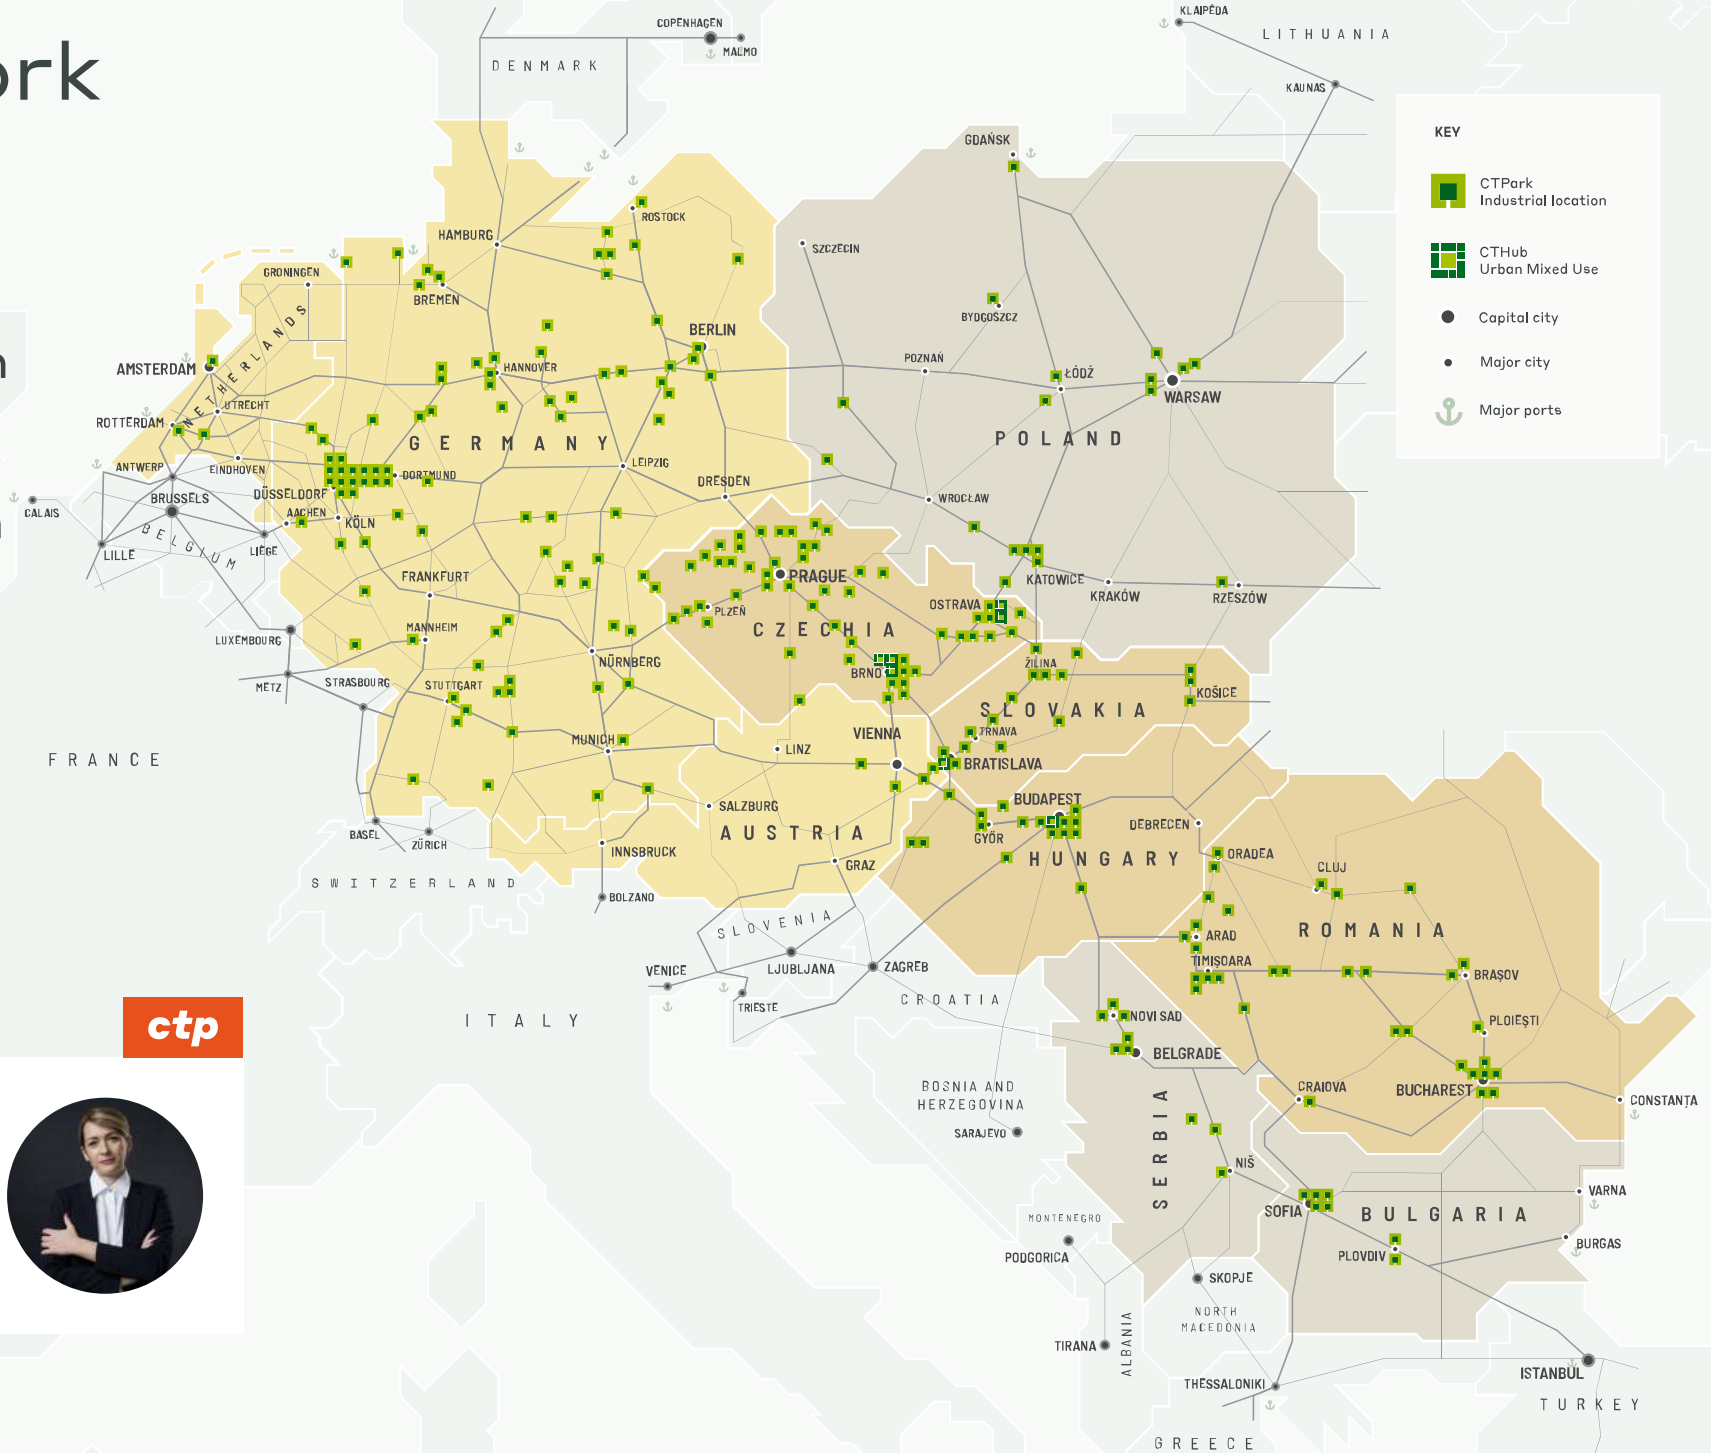 ork
n
KEY
CTPark
Industrial location
CTHub
Urban Mixed Use
Capital city
Major city
Major ports
COPENHAGEN
MALMO
DENMARK
KLAIPĖDA
LITHUANIA
KAUNAS
GDAŃSK
ROSTOCK
HAMBURG
SZCZECIN
GRONINGEN
BREMEN
BYDGOSZCZ
BERLIN
AMSTERDAM
NETHERLANDS
HANNOVER
POZNAŃ
ŁÓDŹ
WARSAW
UTRECHT
ROTTERDAM
GERMANY
POLAND
ANTWERP
EINDHOVEN
DORTMUND
LEIPZIG
DRESDEN
WROCŁAW
BRUSSELS
DÜSSELDORF
CALAIS
AACHEN
KÖLN
BELGIUM
LILLE
LIÈGE
FRANKFURT
PRAGUE
KATOWICE
KRAKÓW
RZESZÓW
PLZEŇ
OSTRAVA
LUXEMBOURG
MANNHEIM
CZECHIA
NÜRNBERG
ŽILINA
METZ
STRASBOURG
STUTTGART
BRNO
KOŠICE
SLOVAKIA
FRANCE
MUNICH
VIENNA
TRNAVA
LINZ
BRATISLAVA
SALZBURG
BUDAPEST
BASEL
ZÜRICH
AUSTRIA
GYŐR
DEBRECEN
INNSBRUCK
HUNGARY
ORADEA
SWITZERLAND
GRAZ
CLUJ
BOLZANO
SLOVENIA
ROMANIA
ARAD
VENICE
LJUBLJANA
ZAGREB
TIMIȘOARA
BRAȘOV
TRIESTE
CROATIA
ctp
ITALY
NOVI SAD
PLOIEȘTI
BELGRADE
BOSNIA AND
HERZEGOVINA
CRAIOVA
BUCHAREST
CONSTANȚA
SARAJEVO
SERBIA
NIŠ
VARNA
MONTENEGRO
SOFIA
BULGARIA
PODGORICA
PLOVDIV
BURGAS
SKOPJE
NORTH
MACEDONIA
TIRANA
ALBANIA
ISTANBUL
THESSALONIKI
TURKEY
GREECE